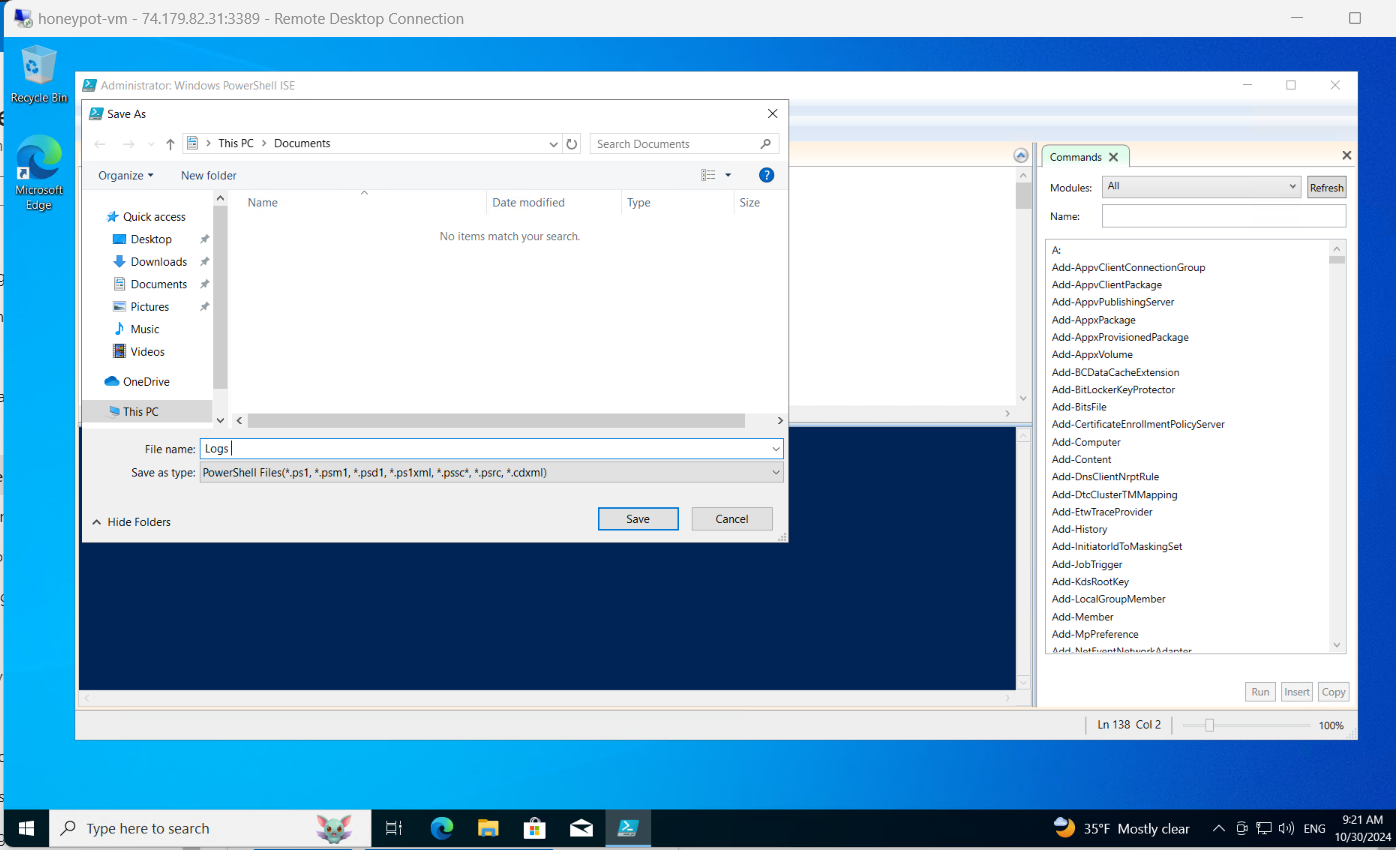 honeypot-vm - 74.179.82.31:3389 - Remote Desktop Connection
Recycle Bin
Microsoft
Edge
Administrator: Windows PowerShell ISE
Save As
This PC > Documents
Search Documents
Organize
New folder
Name
Date modified
Type
Size
No items match your search.
Quick access
Desktop
Downloads
Documents
Pictures
Music
Videos
OneDrive
This PC
File name:
Logs
Save as type:
PowerShell Files(*.ps1, *.psm1, *.psd1, *.ps1xml, *.pssc*, *.psrc, *.cdxml)
Hide Folders
Save
Cancel
Commands
Modules:
All
Refresh
Name:
A:
Add-AppvClientConnectionGroup
Add-AppvClientPackage
Add-AppvPublishingServer
Add-AppxPackage
Add-AppxProvisionedPackage
Add-AppxVolume
Add-BCDataCacheExtension
Add-BitLockerKeyProtector
Add-BitsFile
Add-CertificateEnrollmentPolicyServer
Add-Computer
Add-Content
Add-DnsClientNrptRule
Add-DtcClusterTMMapping
Add-EtwTraceProvider
Add-History
Add-InitiatorIdToMaskingSet
Add-JobTrigger
Add-KdsRootKey
Add-LocalGroupMember
Add-Member
Add-MpPreference
Add-NetEventNetworkAdapter
Run
Insert
Copy
Ln 138 Col 2
100%
Type here to search
35°F Mostly clear
ENG
9:21 AM
10/30/2024